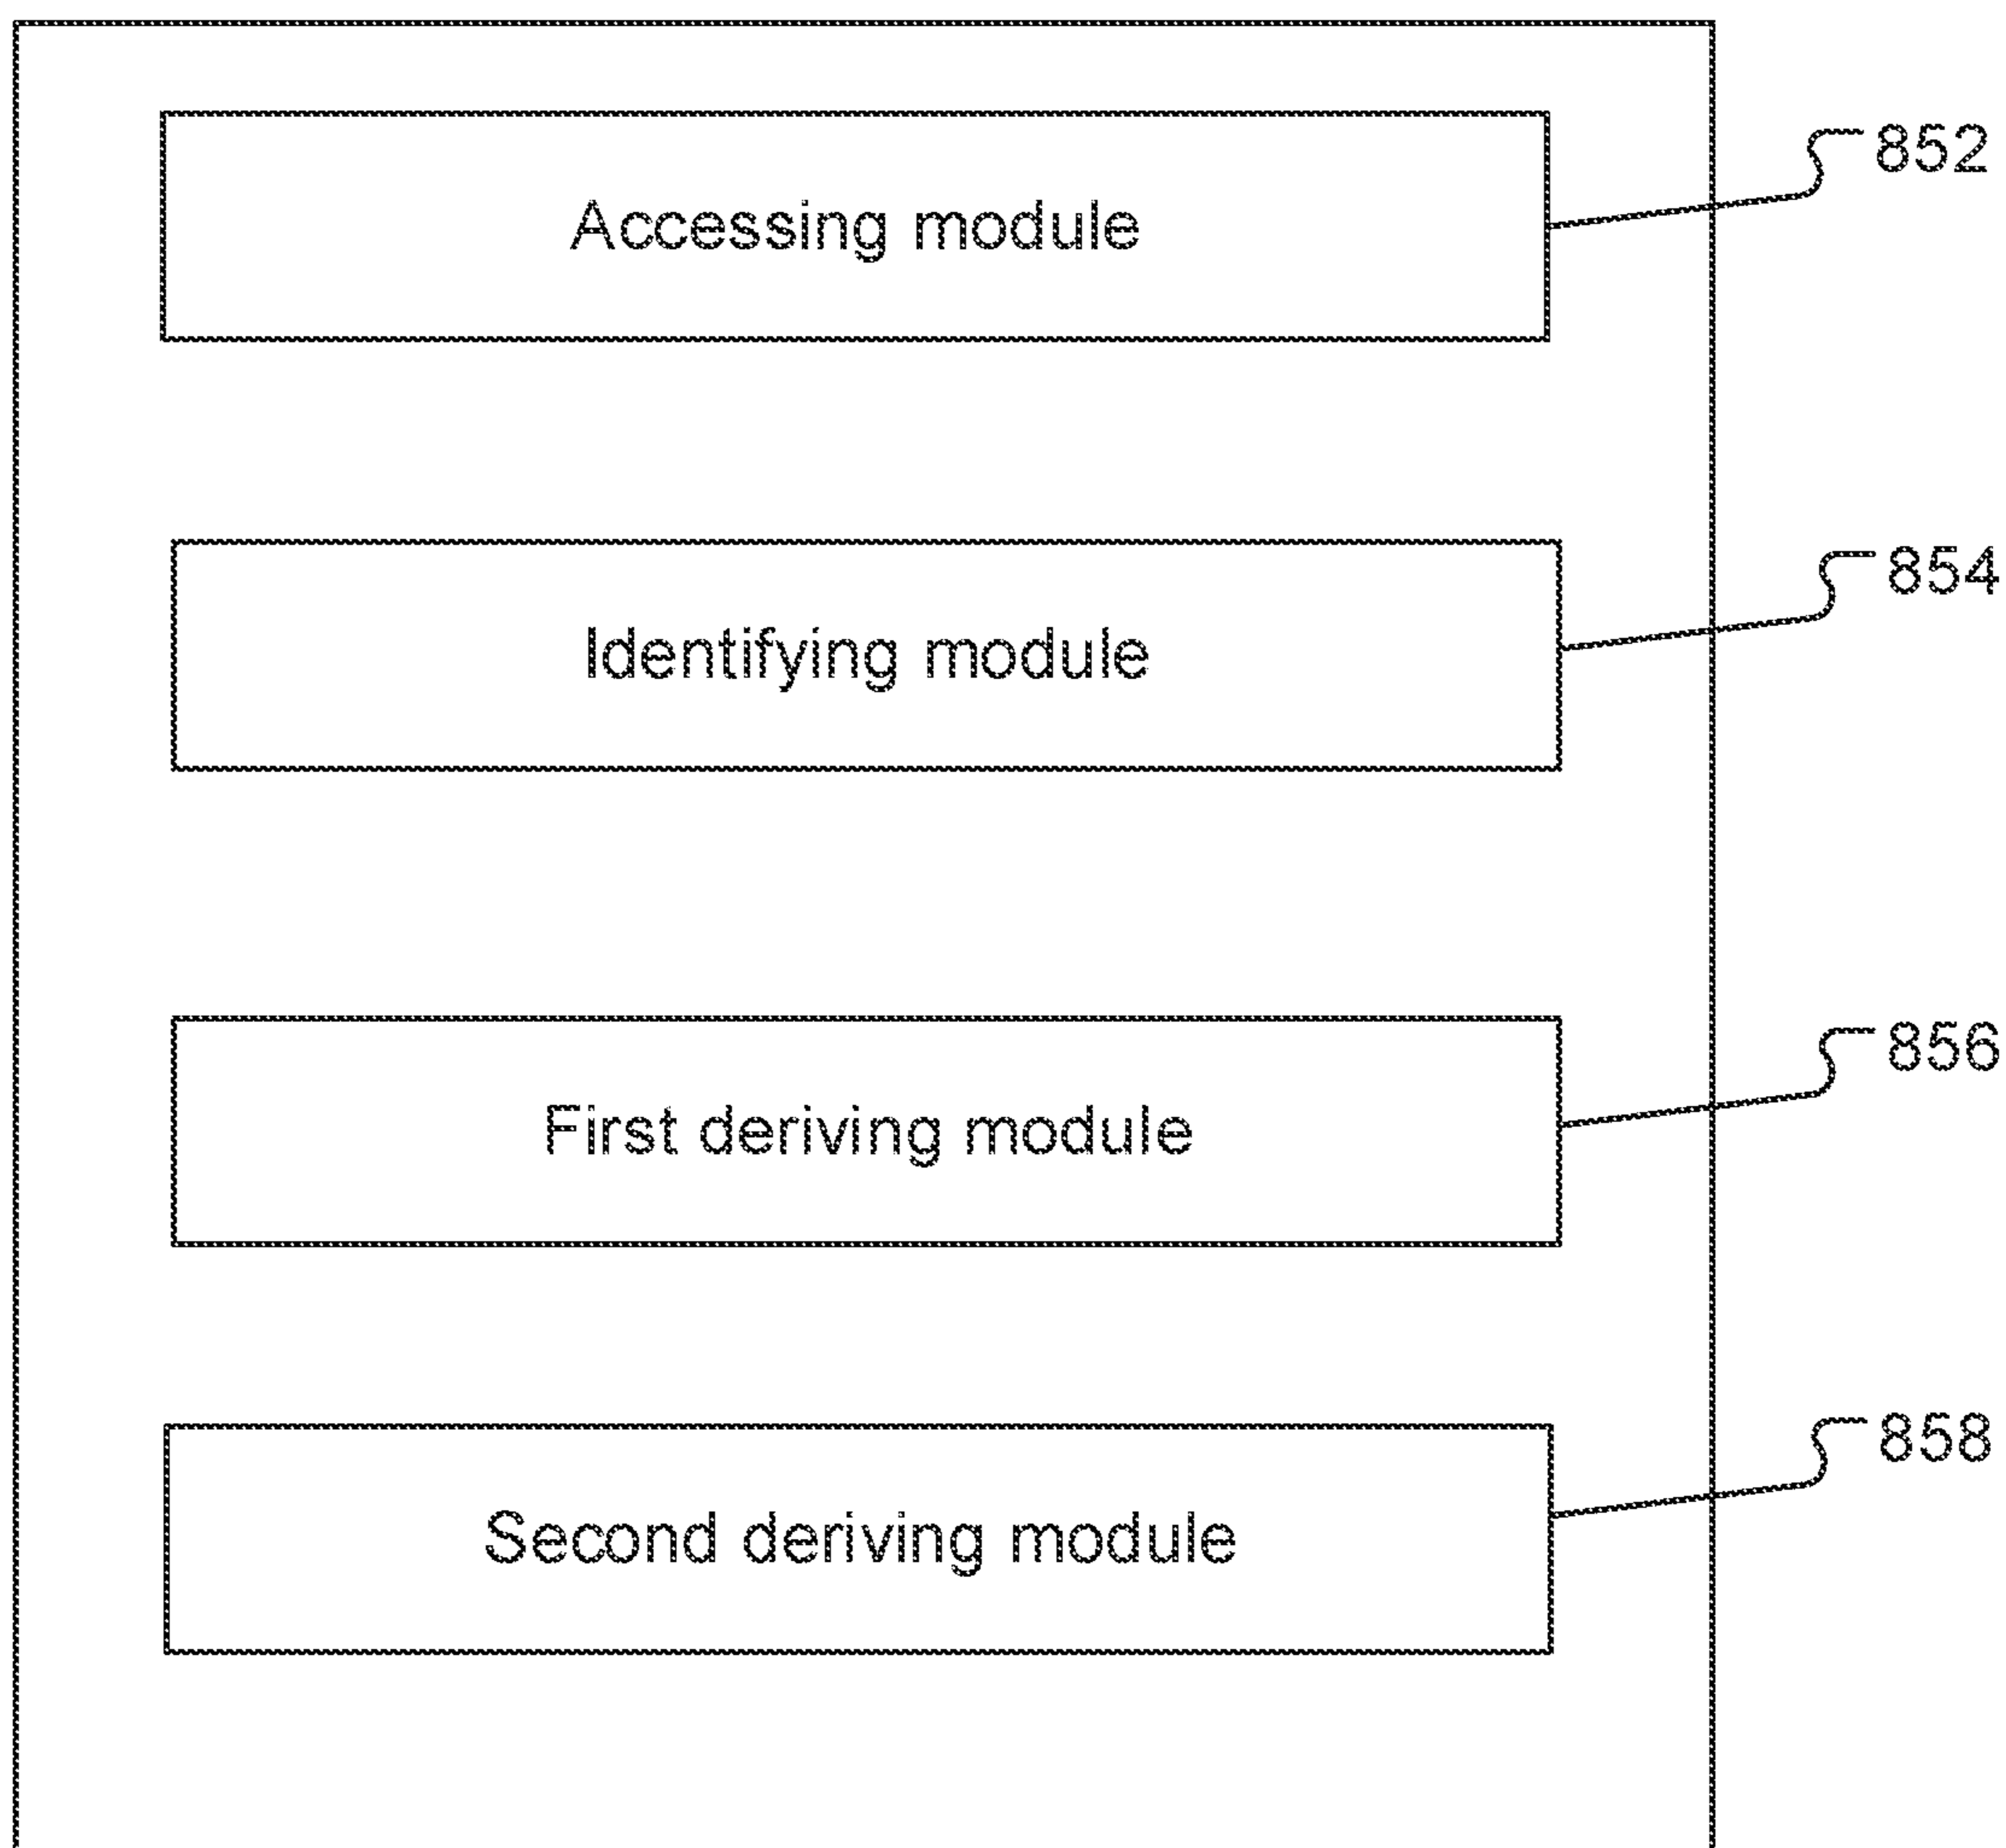 852
Accessing module
854
Identifying module
856
First deriving module
858
Second deriving module